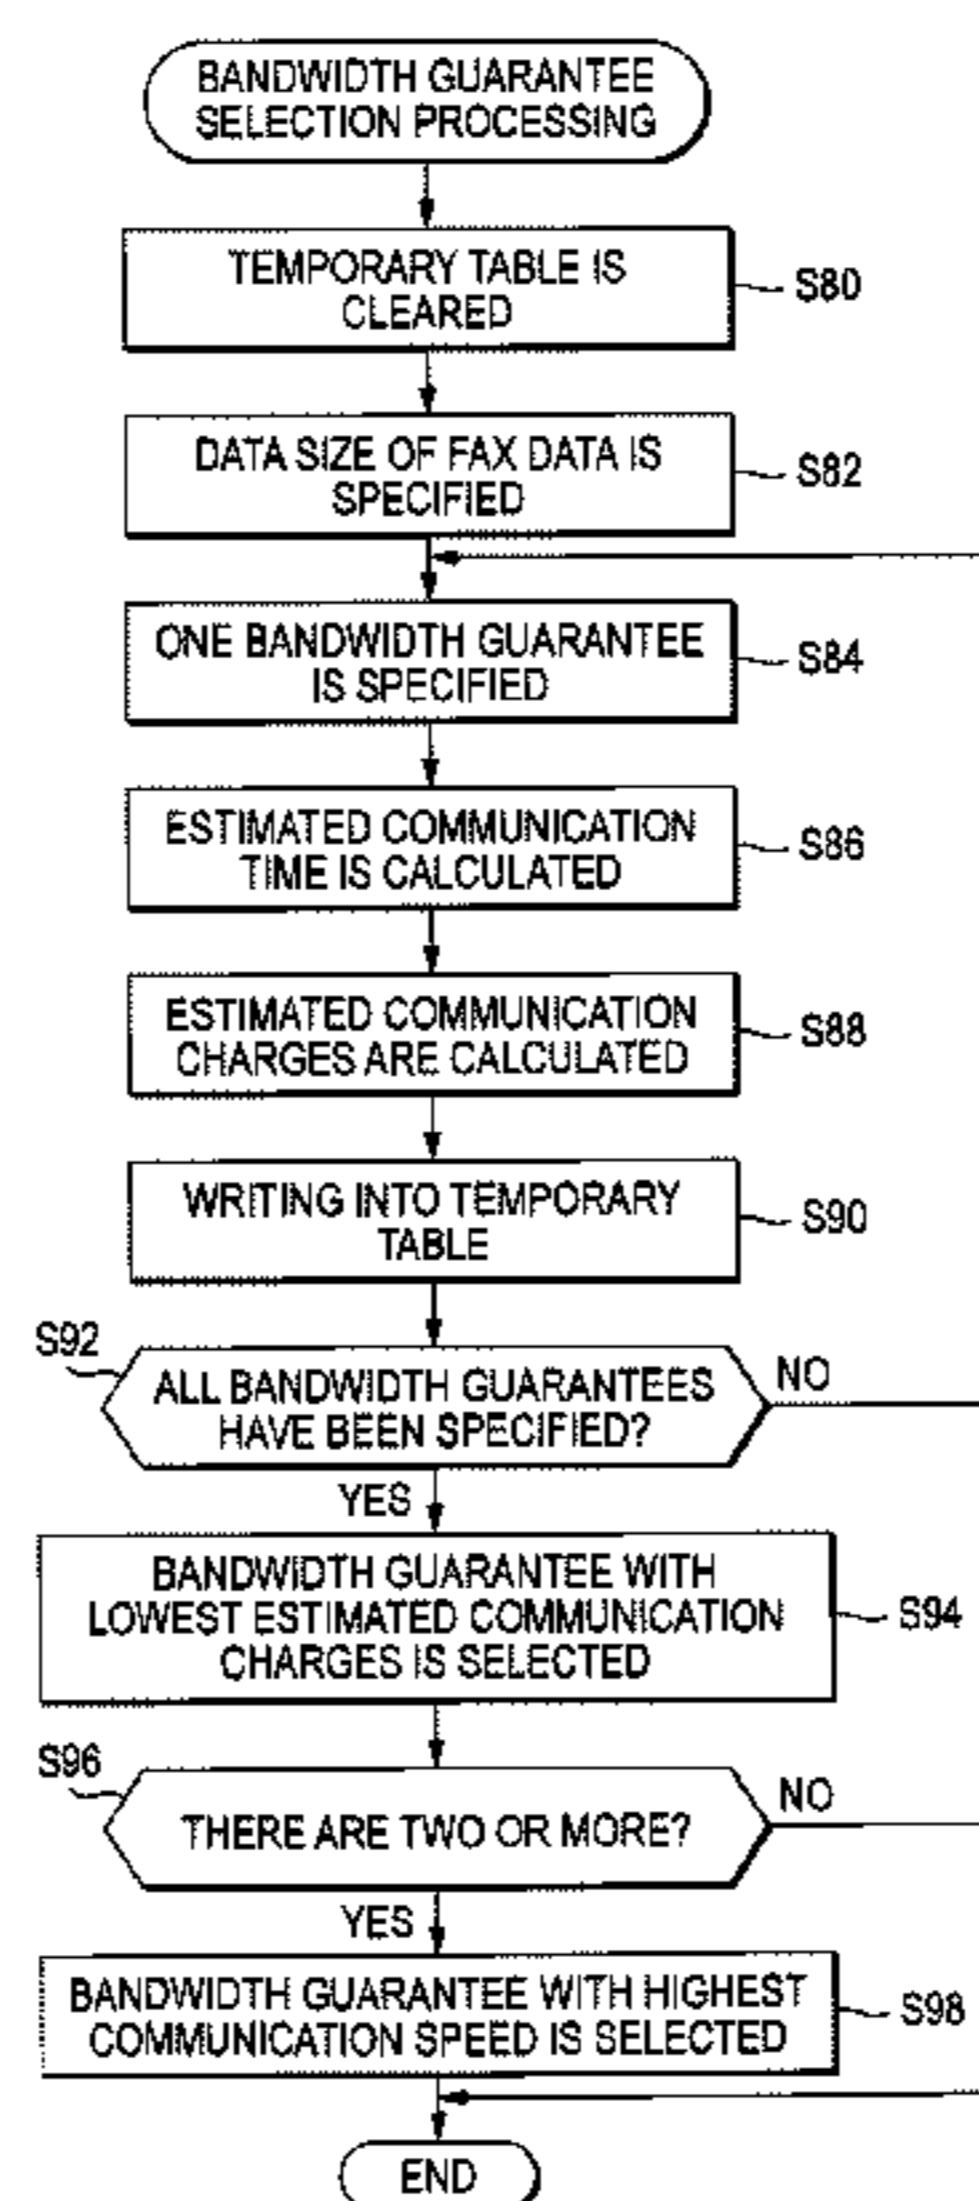 BANDWIDTH GUARANTEE
SELECTION PROCESSING
TEMPORARY TABLE IS
CLEARED
S80
DATA SIZE OF FAX DATA IS
SPECIFIED
S82
ONE BANDWIDTH GUARANTEE
IS SPECIFIED
S84
ESTIMATED COMMUNICATION
TIME IS CALCULATED
S86
ESTIMATED COMMUNICATION
CHARGES ARE CALCULATED
S88
WRITING INTO TEMPORARY
TABLE
S90
S92
ALL BANDWIDTH GUARANTEES
HAVE BEEN SPECIFIED?
NO
YES
BANDWIDTH GUARANTEE WITH
LOWEST ESTIMATED COMMUNICATION
CHARGES IS SELECTED
S94
S96
THERE ARE TWO OR MORE?
NO
YES
BANDWIDTH GUARANTEE WITH HIGHEST
COMMUNICATION SPEED IS SELECTED
S98
END